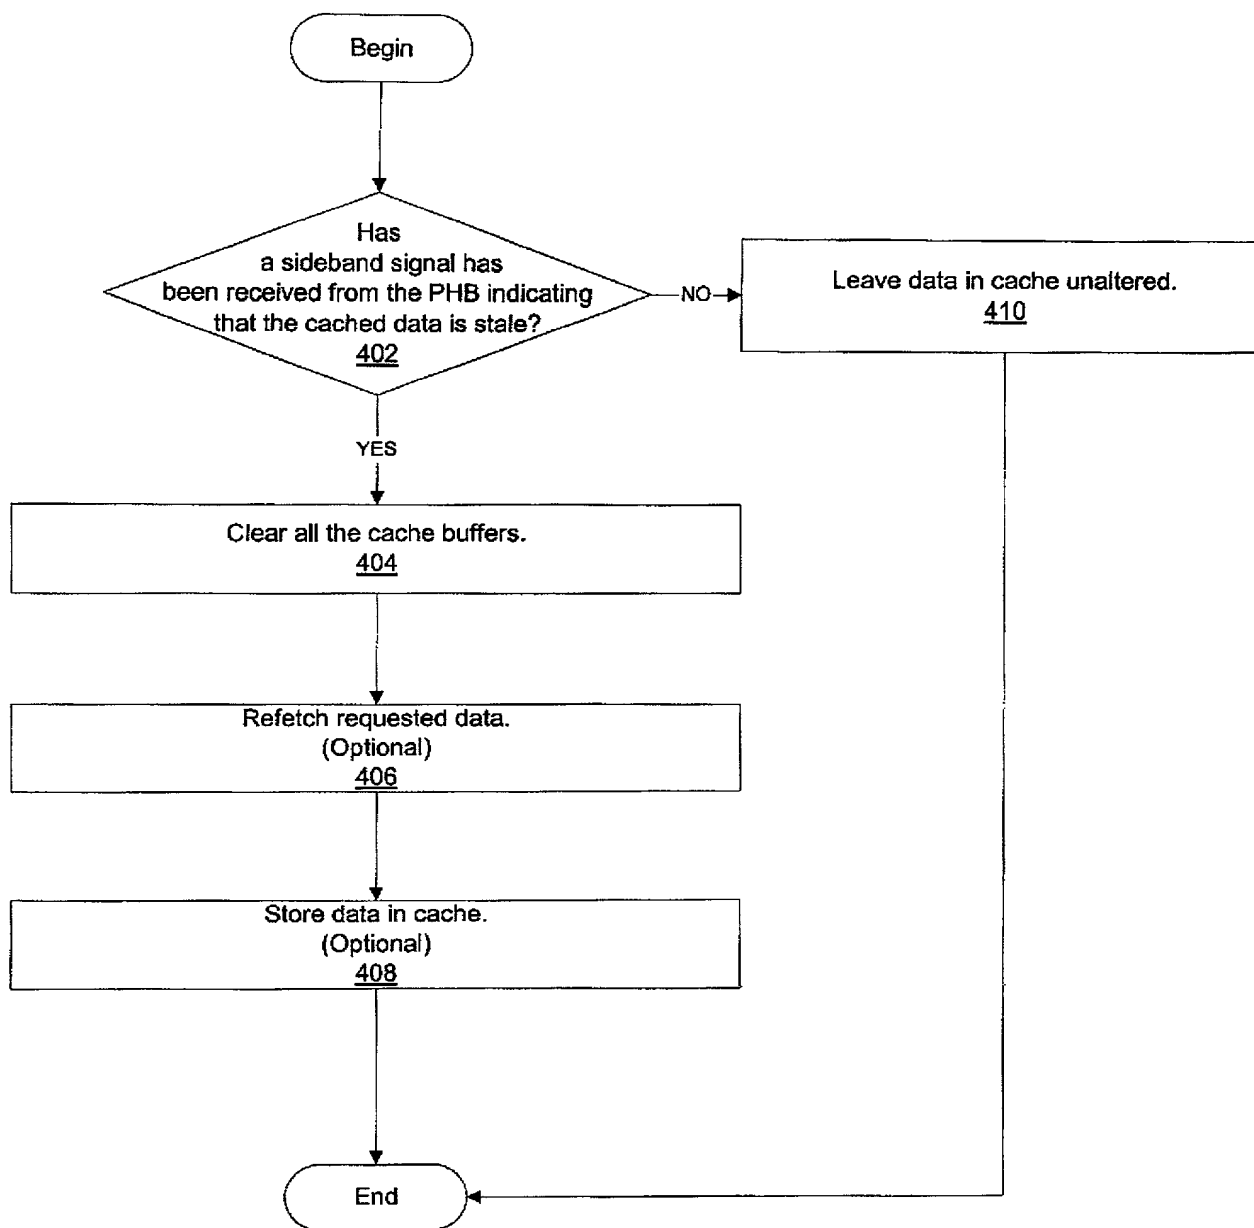 Begin
Has
a sideband signal has
been received from the PHB indicating
that the cached data is stale?
402
NO
Leave data in cache unaltered.
410
YES
Clear all the cache buffers.
404
Refetch requested data.
(Optional)
406
Store data in cache.
(Optional)
408
End